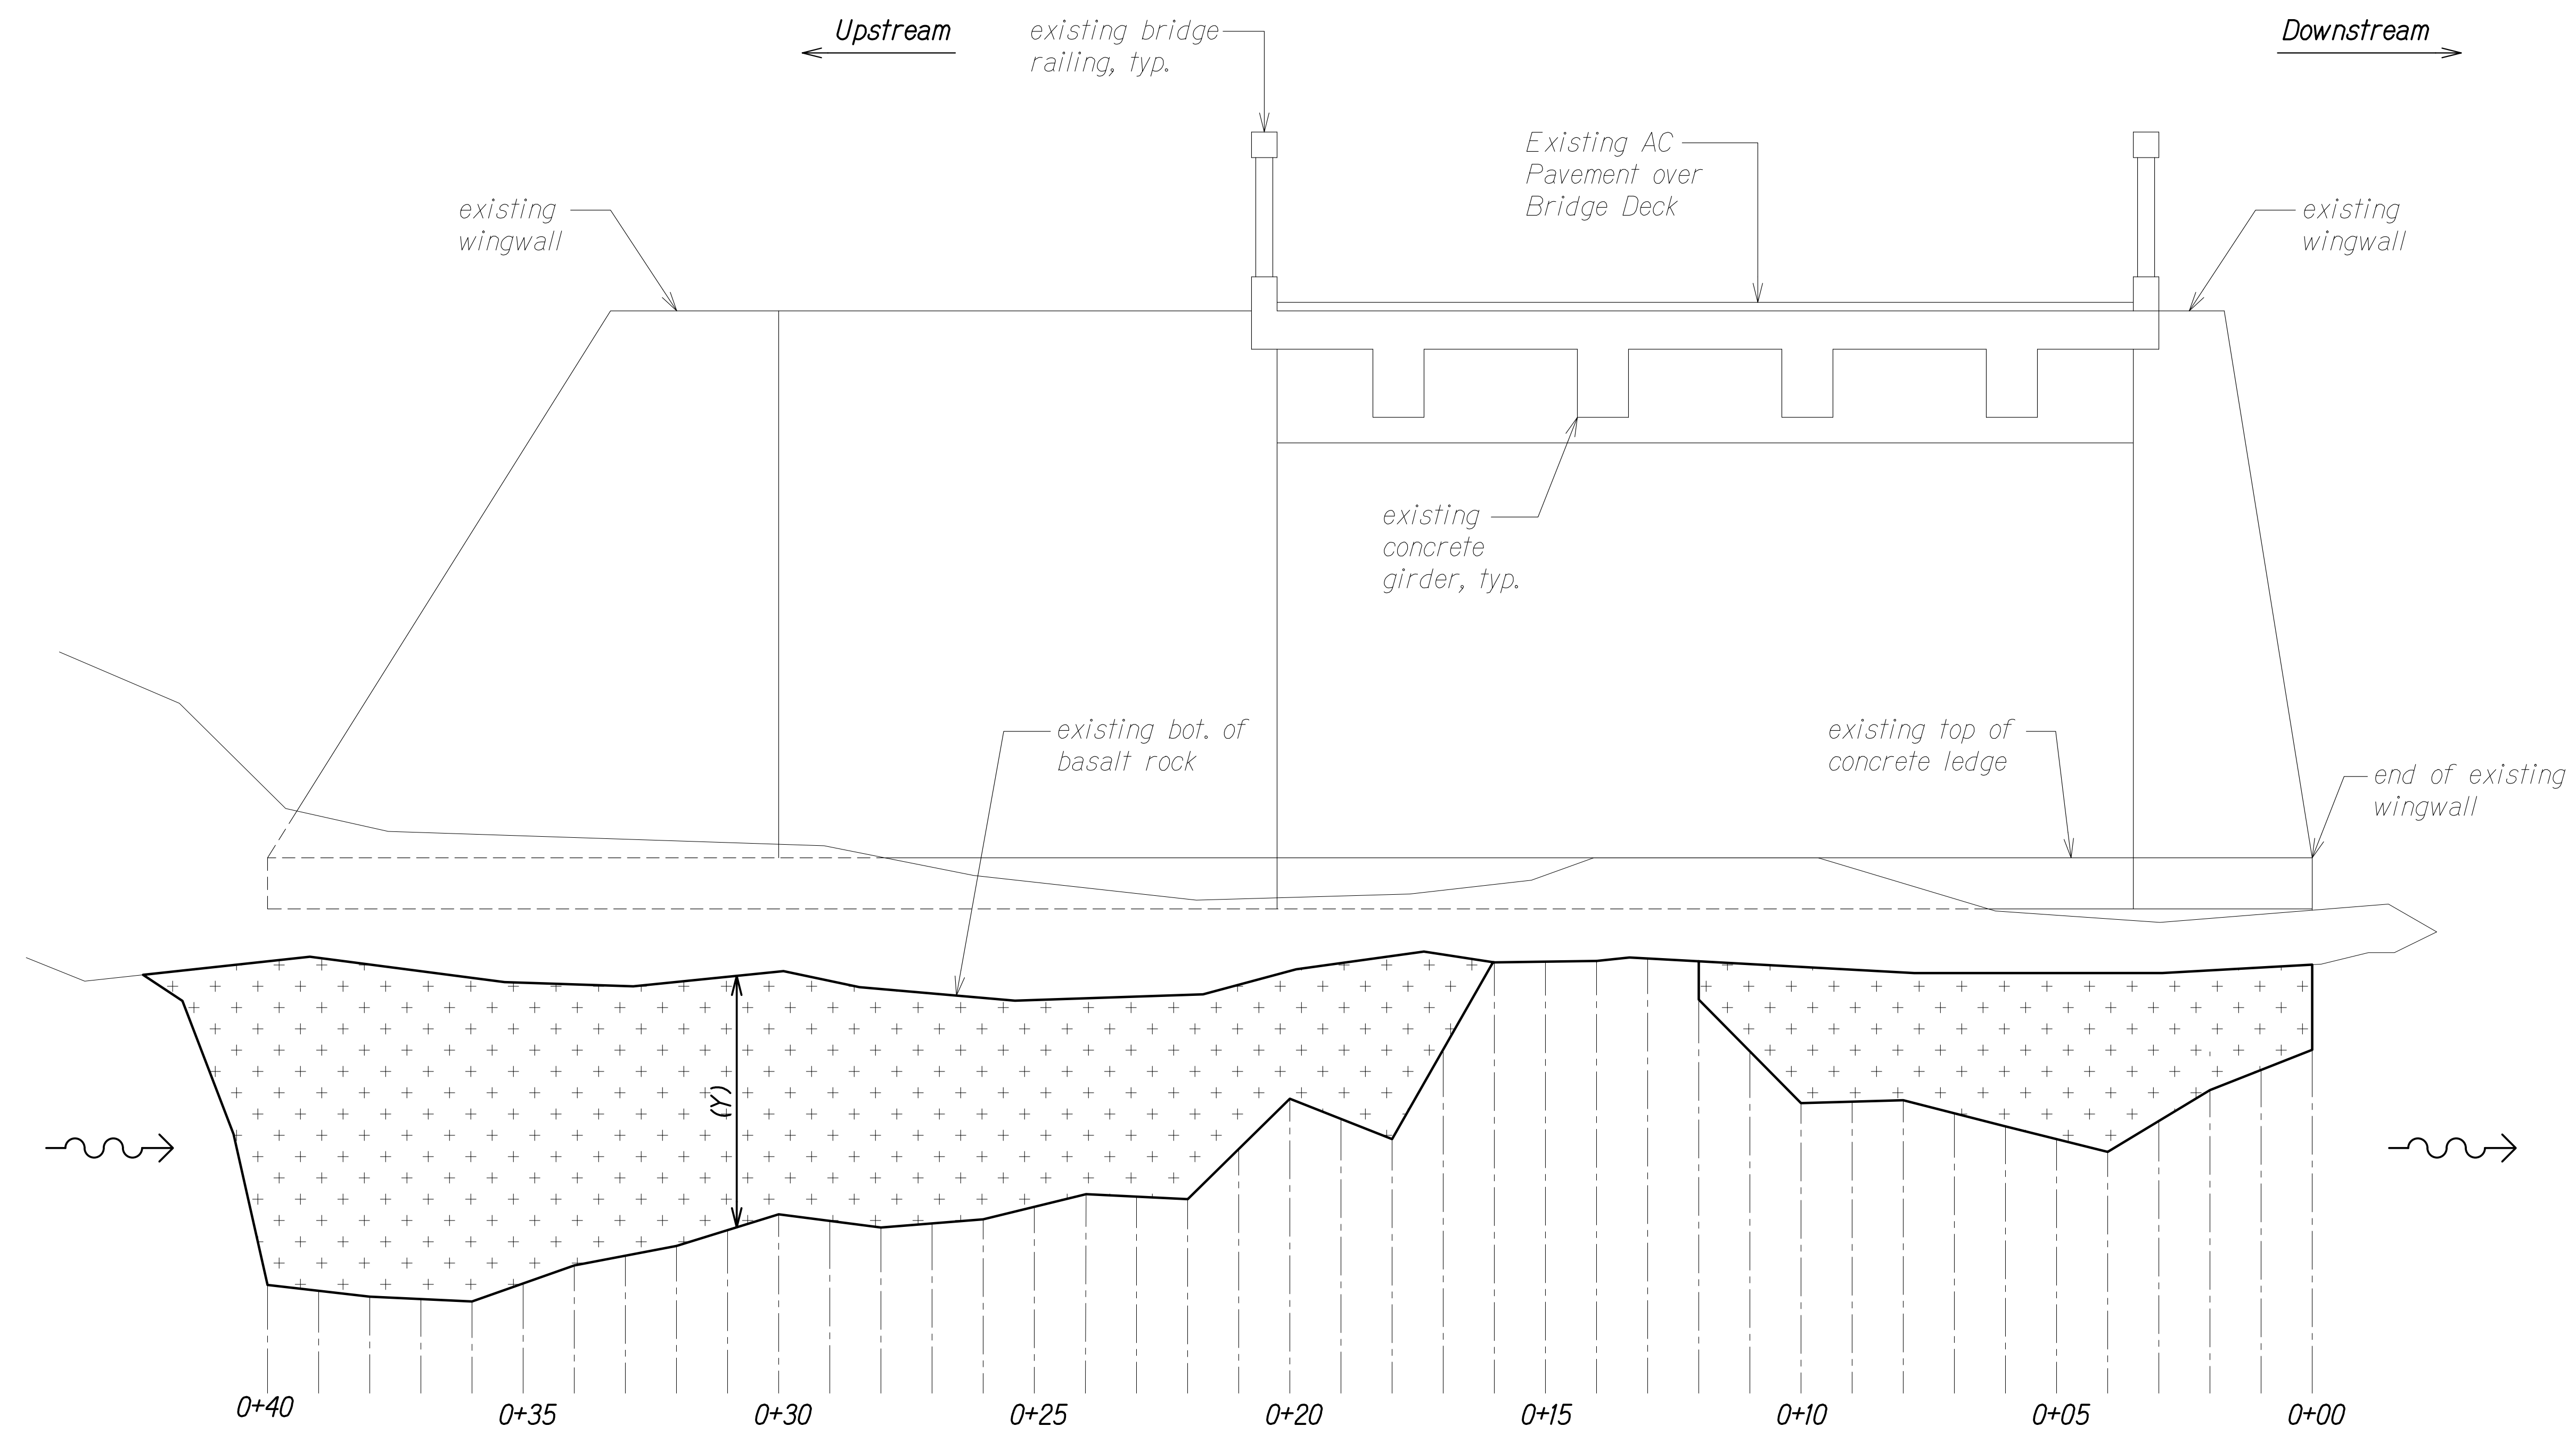 Upstream
existing bridge
railing, typ.
Downstream
Existing AC
Pavement over
Bridge Deck
existing
wingwall
existing
wingwall
existing
concrete
girder, typ.
existing bot. of
basalt rock
existing top of
concrete ledge
end of existing
wingwall
(Y)
0+40
0+35
0+30
0+25
0+20
0+15
0+10
0+05
0+00